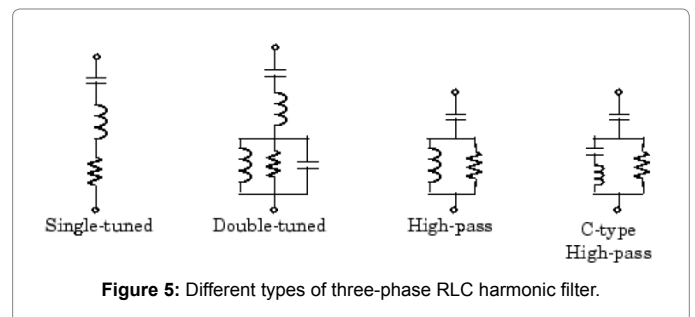 Single-tuned
Double-tuned
High-pass
C-type
High-pass
Figure 5: Different types of three-phase RLC harmonic filter.